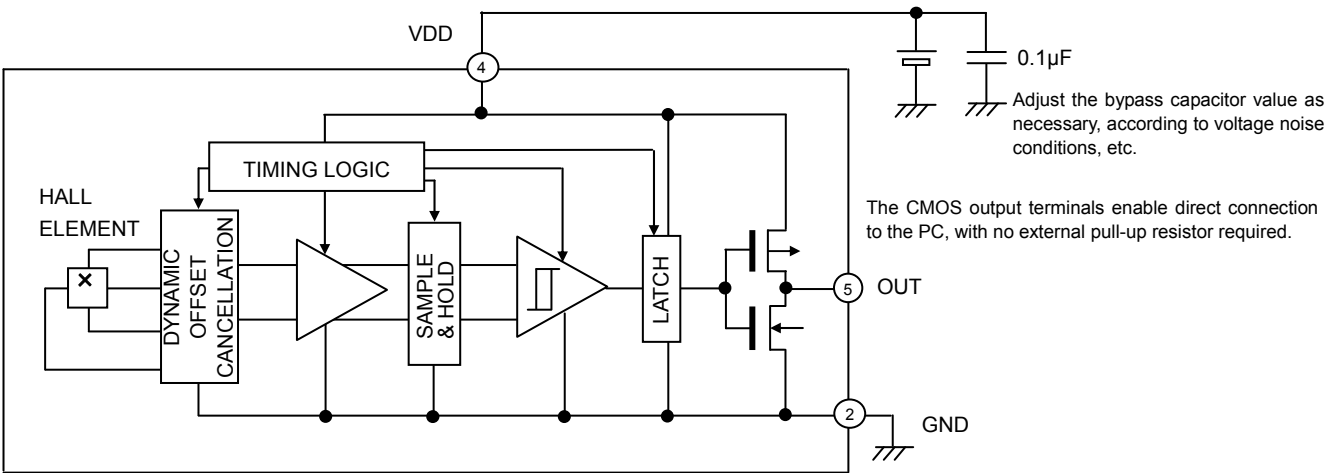 VDD
4
0.1µF
Adjust the bypass capacitor value as
necessary, according to voltage noise
conditions, etc.
TIMING LOGIC
HALL
ELEMENT
DYNAMIC
OFFSET
CANCELLATION
×
SAMPLE
& HOLD
LATCH
The CMOS output terminals enable direct connection
to the PC, with no external pull-up resistor required.
5
OUT
2
GND